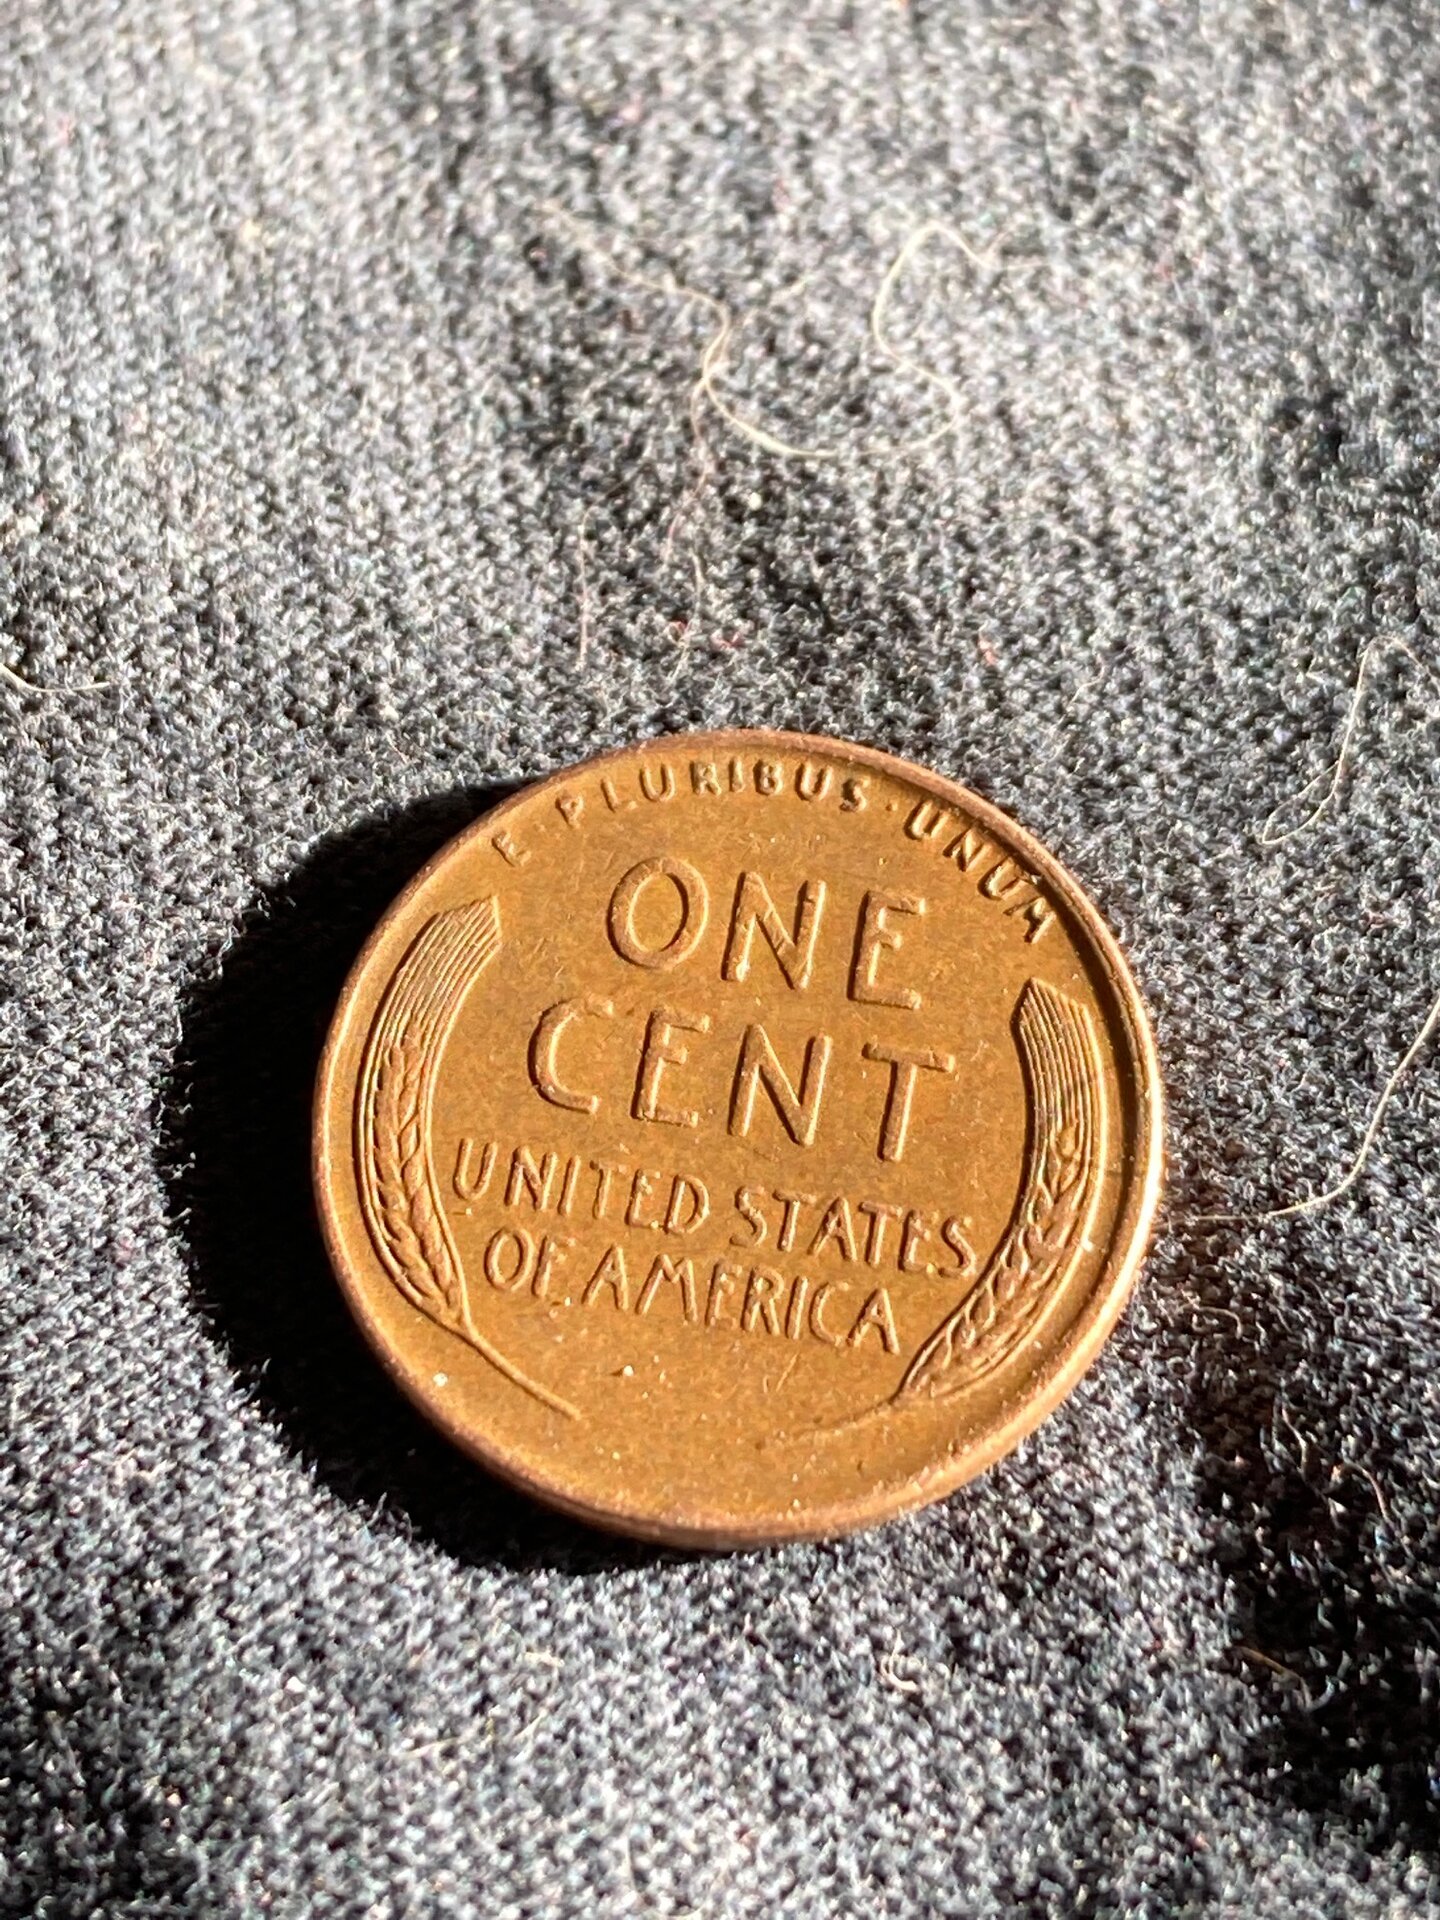 E·PLURIBUS·UNUM
ONE
CENT
UNITED STATES
OF AMERICA